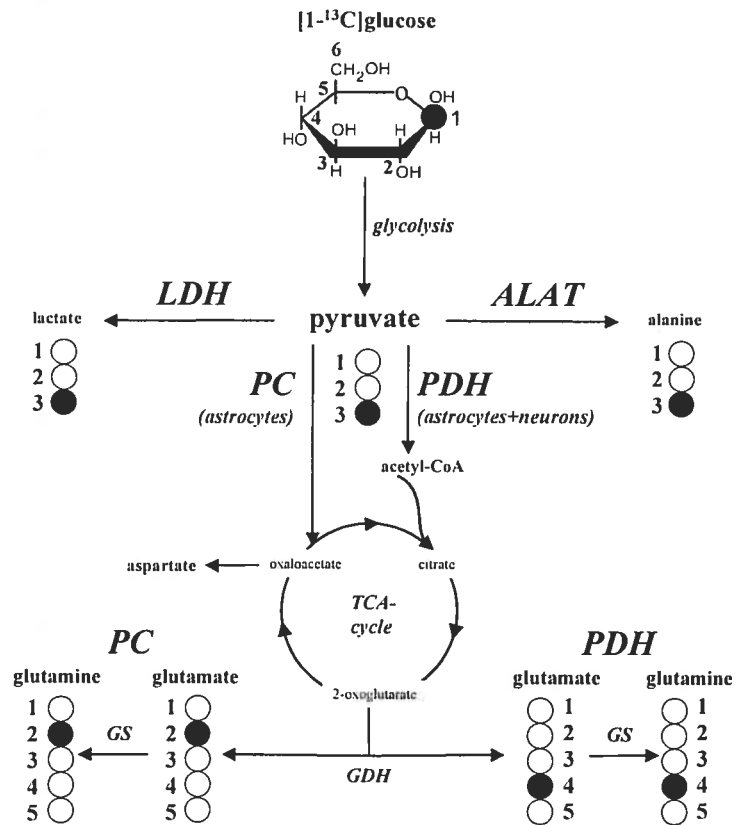 [1-¹³C]glucose
6
CH₂OH
5
O
H
OH
4
1
HO
OH
H
H
3
H
2
OH
glycolysis
LDH
ALAT
lactate
pyruvate
alanine
1
2
3
PC
(astrocytes)
1
2
3
PDH
(astrocytes+neurons)
1
2
3
acetyl-CoA
aspartate
oxaloacetate
citrate
TCA-
cycle
PC
PDH
glutamine
glutamate
2-oxoglutarate
glutamate
glutamine
1
2
3
4
5
GS
1
2
3
4
5
GDH
1
2
3
4
5
GS
1
2
3
4
5